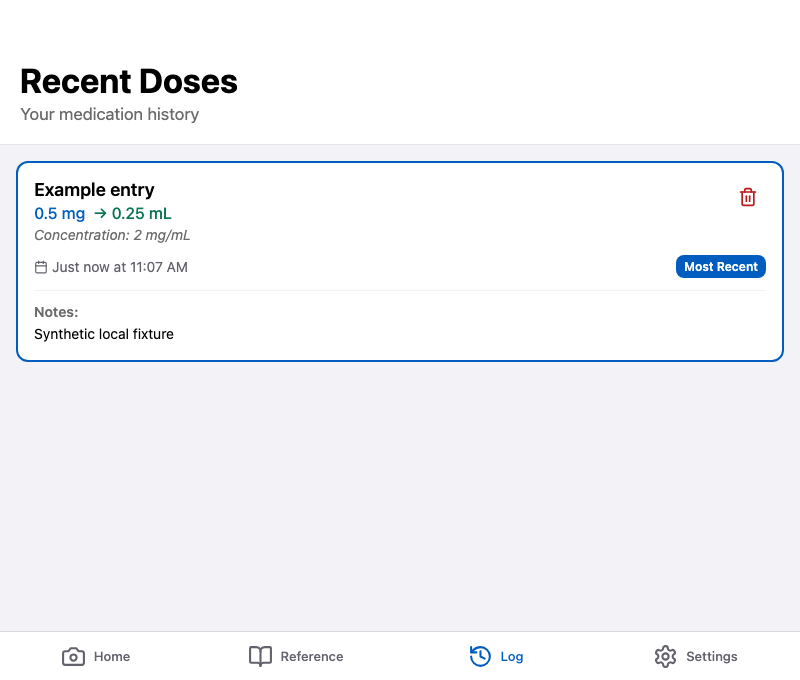 Recent Doses
Your medication history
Example entry
0.5 mg → 0.25 mL
Concentration: 2 mg/mL
Just now at 11:07 AM
Most Recent
Notes:
Synthetic local fixture
Home
Reference
Log
Settings